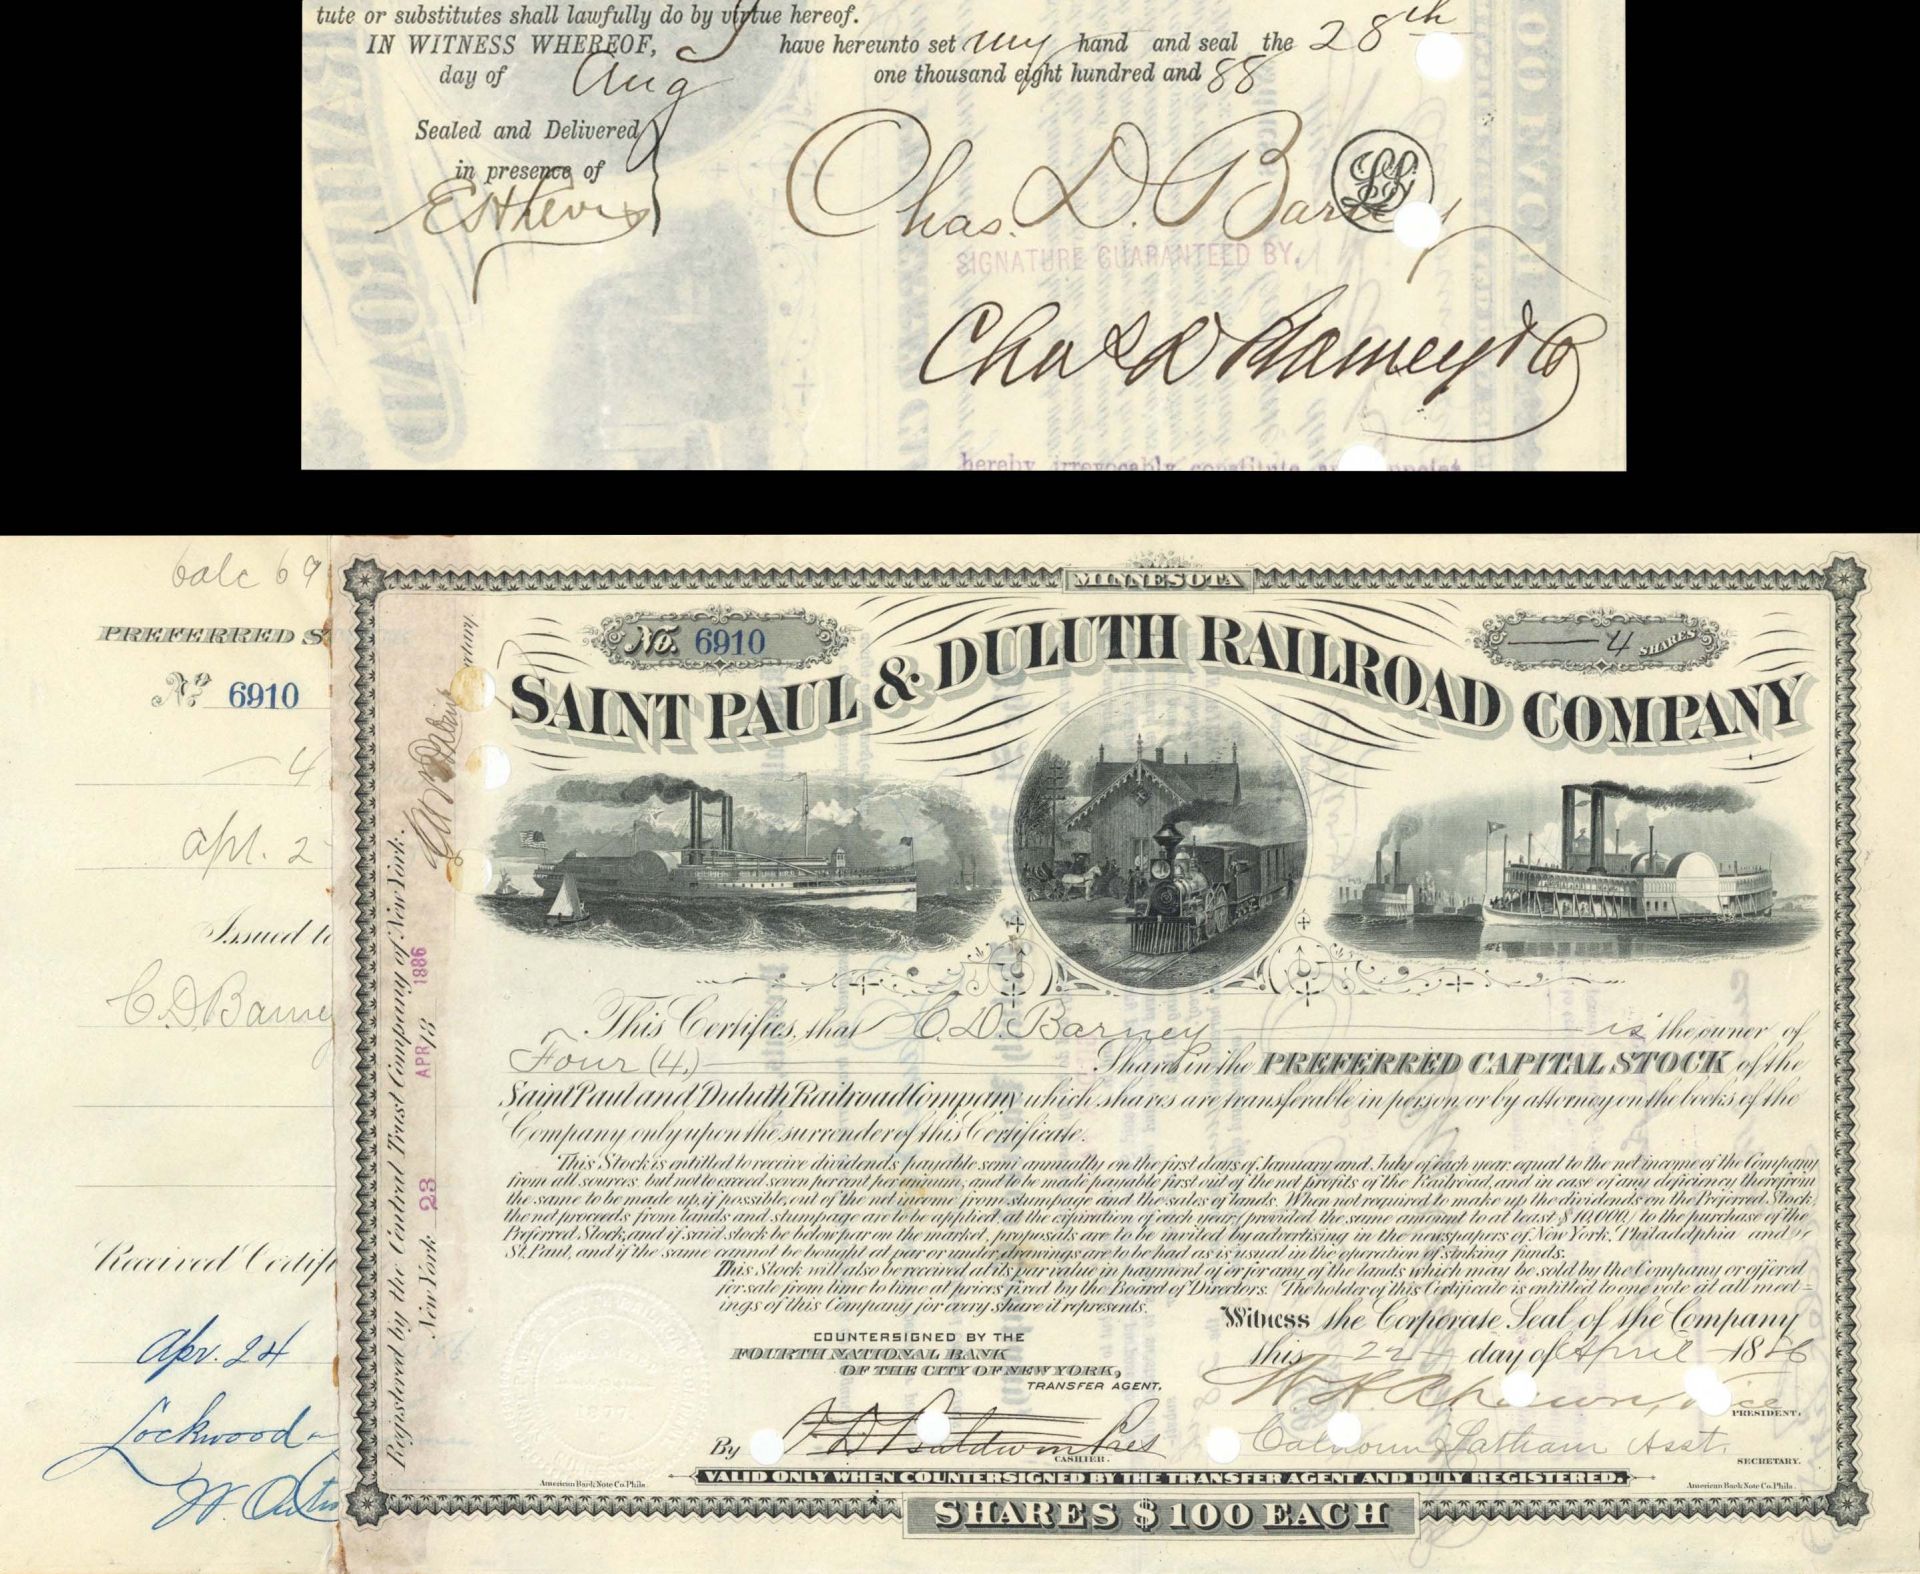 tute or substitutes shall lawfully do by virtue hereof.
IN WITNESS WHEREOF, have hereunto set my hand and seal the 28th
day of Aug one thousand eight hundred and 88
Sealed and Delivered
in presence of
Chas. D. Barney
LS
SIGNATURE GUARANTEED BY.
Chas D Barney & Co
hereby irrevocably constitute and appoint
balc 69
PREFERRED S
No 6910
4
Apl. 2
Issued to
C. D. Barney
Received Certif
Apr. 24
Lockwood
Registered by the Central Trust Company of New York.
New York 23 APR 1886
MINNESOTA
No. 6910
4 SHARES
SAINT PAUL & DULUTH RAILROAD COMPANY
This Certifies, that C. D. Barney is the owner of
Four (4) Shares in the PREFERRED CAPITAL STOCK of the
Saint Paul and Duluth Railroad Company which shares are transferable in person or by attorney on the books of the
Company only upon the surrender of this Certificate.
This Stock is entitled to receive dividends payable semi annually on the first days of January and July of each year equal to the net income of the Company
from all sources but not to exceed seven percent per annum, and to be made payable first out of the net profits of the Railroad, and in case of any deficiency therefrom
the same to be made up, if possible, out of the net income from stumpage and the sales of lands. When not required to make up the dividends on the Preferred Stock,
the net proceeds from lands and stumpage are to be applied, at the expiration of each year, (provided the same amount to at least $10,000,) to the purchase of the
Preferred Stock, and if said stock be below par on the market, proposals are to be invited by advertising in the newspapers of New York, Philadelphia and
St. Paul, and if the same cannot be bought at par or under, drawings are to be had as is usual in the operation of sinking funds.
This Stock will also be received at its par value in payment of or for any of the lands which may be sold by the Company or offered
for sale from time to time at prices fixed by the Board of Directors. The holder of this Certificate is entitled to one vote at all meet=
ings of this Company for every share it represents.
Witness the Corporate Seal of the Company
this 22 day of April 1886
COUNTERSIGNED BY THE
FOURTH NATIONAL BANK
OF THE CITY OF NEW YORK,
TRANSFER AGENT.
Vice PRESIDENT.
By F D Baldwin Pres
CASHIER.
Calhoun Latham Asst.
SECRETARY.
American Bank Note Co. Phila
VALID ONLY WHEN COUNTERSIGNED BY THE TRANSFER AGENT AND DULY REGISTERED.
American Bank Note Co. Phila.
SHARES $100 EACH